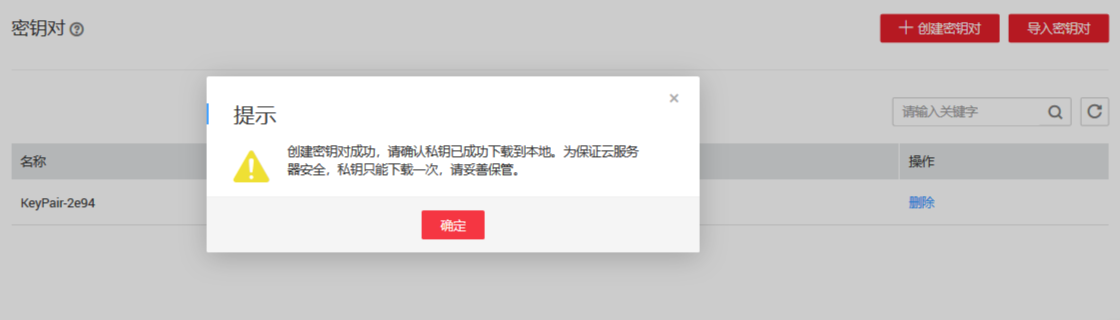 密钥对
创建密钥对
导入密钥对
请输入关键字
名称
操作
KeyPair-2e94
删除
提示
创建密钥对成功，请确认私钥已成功下载到本地。为保证云服务
器安全，私钥只能下载一次，请妥善保管。
确定